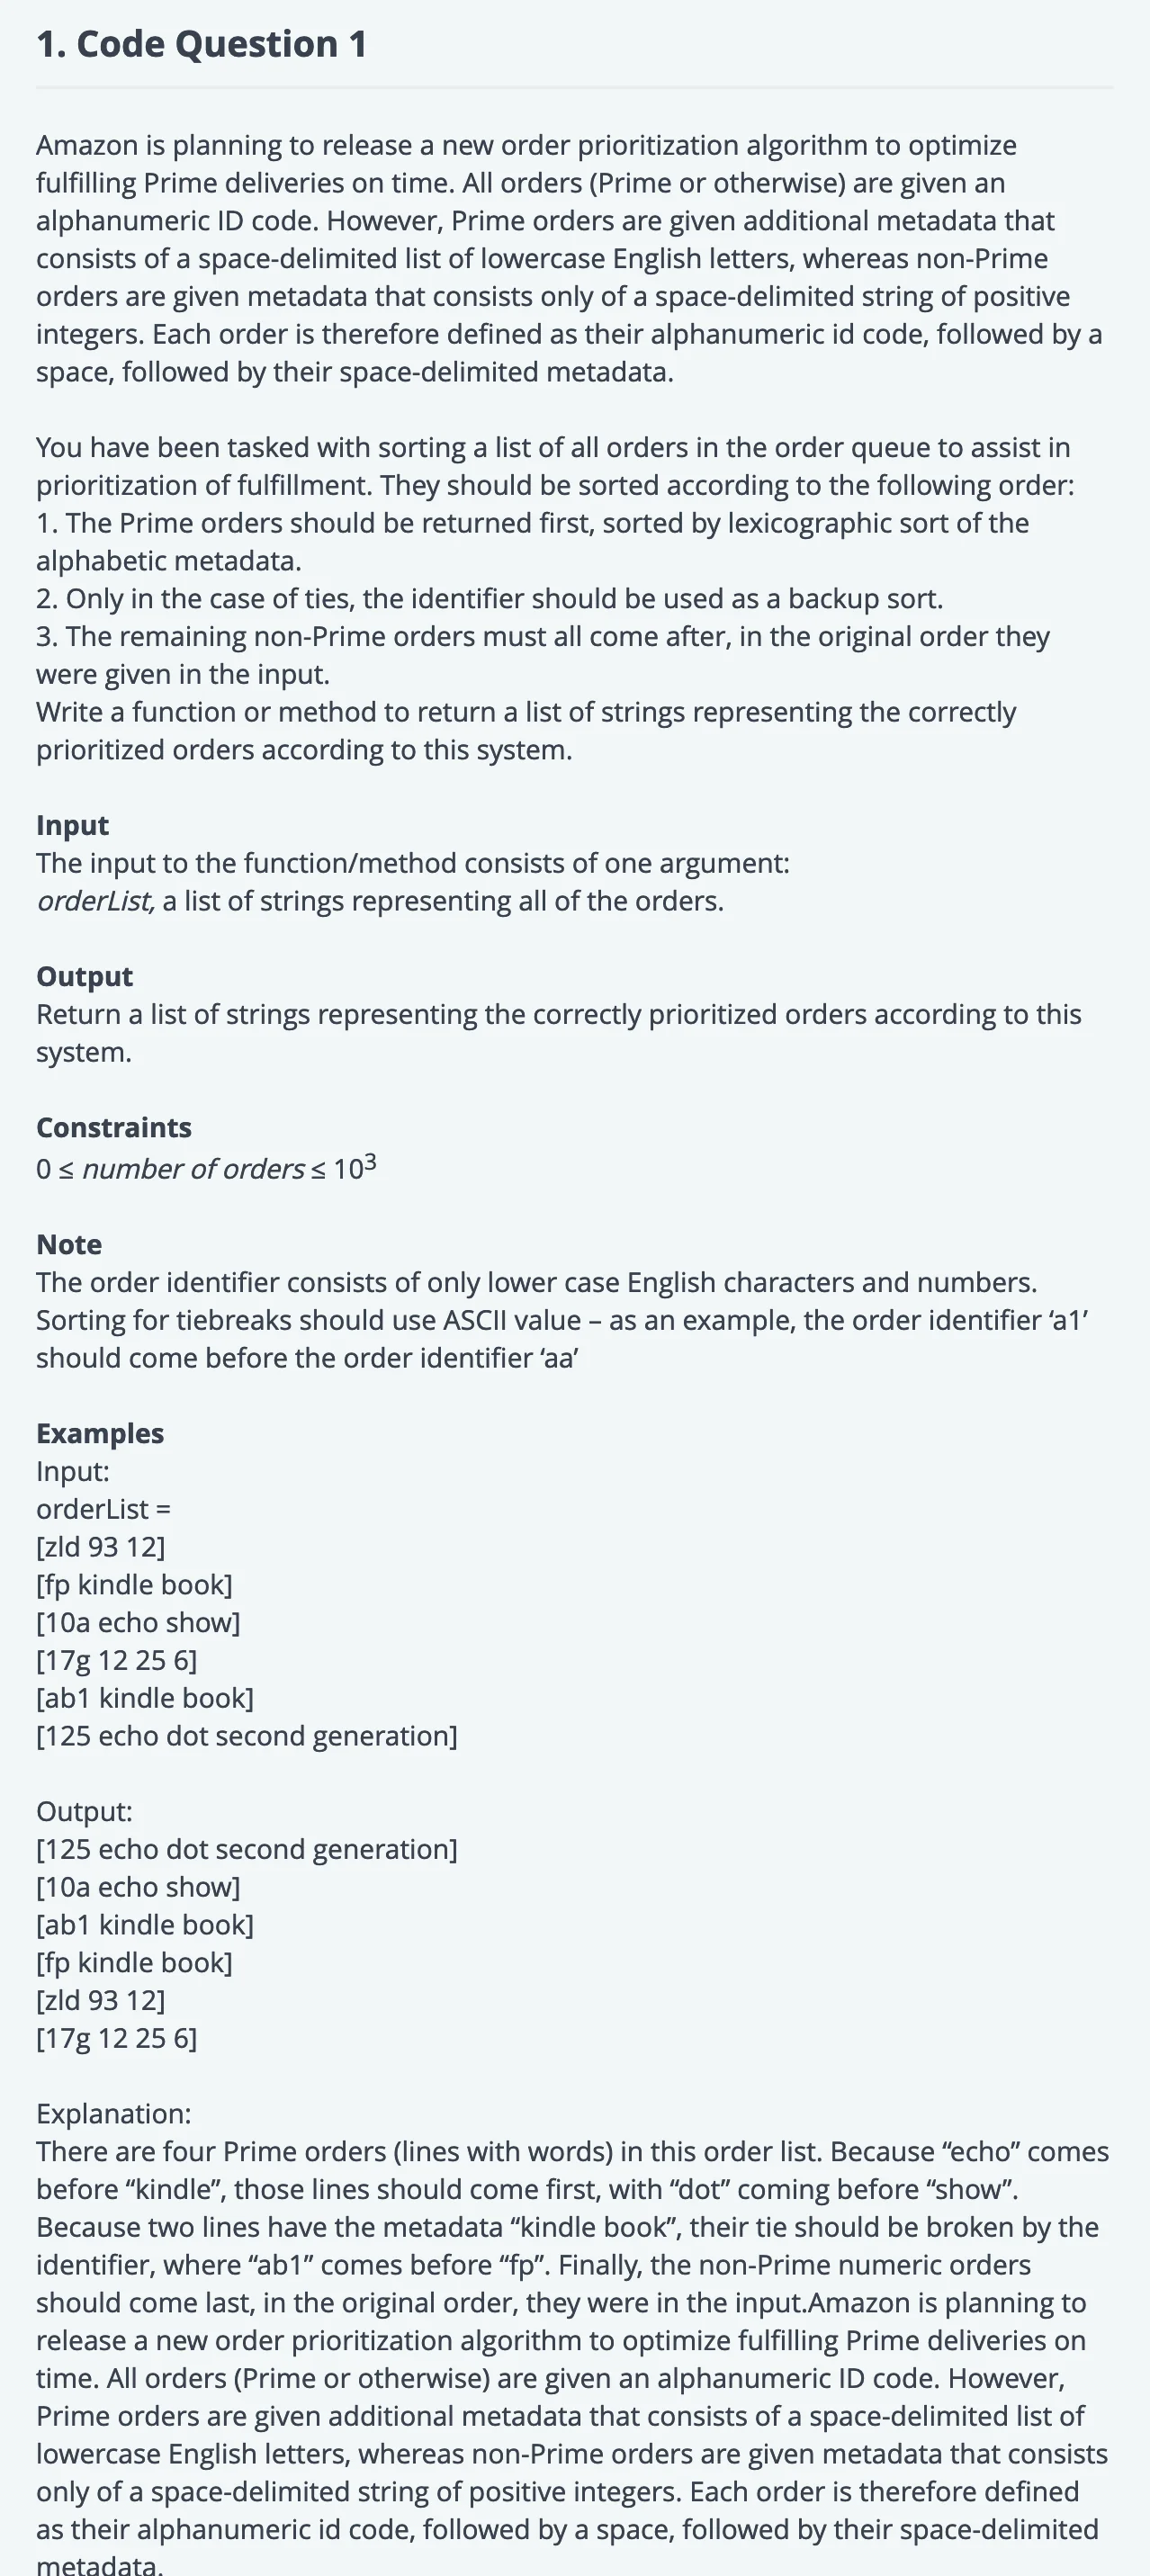 1. Code Question 1
Amazon is planning to release a new order prioritization algorithm to optimize
fulfilling Prime deliveries on time. All orders (Prime or otherwise) are given an
alphanumeric ID code. However, Prime orders are given additional metadata that
consists of a space-delimited list of lowercase English letters, whereas non-Prime
orders are given metadata that consists only of a space-delimited string of positive
integers. Each order is therefore defined as their alphanumeric id code, followed by a
space, followed by their space-delimited metadata.
You have been tasked with sorting a list of all orders in the order queue to assist in
prioritization of fulfillment. They should be sorted according to the following order:
1. The Prime orders should be returned first, sorted by lexicographic sort of the
alphabetic metadata.
2. Only in the case of ties, the identifier should be used as a backup sort.
3. The remaining non-Prime orders must all come after, in the original order they
were given in the input.
Write a function or method to return a list of strings representing the correctly
prioritized orders according to this system.
Input
The input to the function/method consists of one argument:
orderList, a list of strings representing all of the orders.
Output
Return a list of strings representing the correctly prioritized orders according to this
system.
Constraints
0 ≤ number of orders ≤ 10³
Note
The order identifier consists of only lower case English characters and numbers.
Sorting for tiebreaks should use ASCII value – as an example, the order identifier ‘a1’
should come before the order identifier ‘aa’
Examples
Input:
orderList =
[zld 93 12]
[fp kindle book]
[10a echo show]
[17g 12 25 6]
[ab1 kindle book]
[125 echo dot second generation]
Output:
[125 echo dot second generation]
[10a echo show]
[ab1 kindle book]
[fp kindle book]
[zld 93 12]
[17g 12 25 6]
Explanation:
There are four Prime orders (lines with words) in this order list. Because “echo” comes
before “kindle”, those lines should come first, with “dot” coming before “show”.
Because two lines have the metadata “kindle book”, their tie should be broken by the
identifier, where “ab1” comes before “fp”. Finally, the non-Prime numeric orders
should come last, in the original order, they were in the input.Amazon is planning to
release a new order prioritization algorithm to optimize fulfilling Prime deliveries on
time. All orders (Prime or otherwise) are given an alphanumeric ID code. However,
Prime orders are given additional metadata that consists of a space-delimited list of
lowercase English letters, whereas non-Prime orders are given metadata that consists
only of a space-delimited string of positive integers. Each order is therefore defined
as their alphanumeric id code, followed by a space, followed by their space-delimited
metadata.